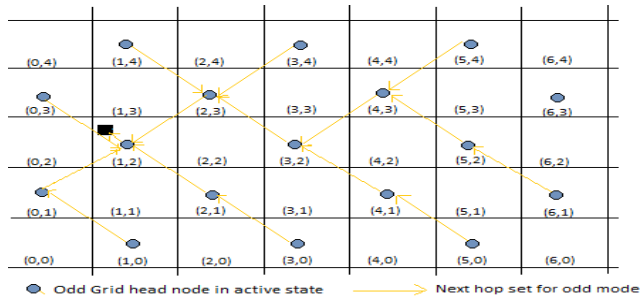 (0,4) (1,4) (2,4) (3,4) (4,4) (5,4) (6,4)
(0,3) (1,3) (2,3) (3,3) (4,3) (5,3) (6,3)
(0,2) (1,2) (2,2) (3,2) (4,2) (5,2) (6,2)
(0,1) (1,1) (2,1) (3,1) (4,1) (5,1) (6,1)
(0,0) (1,0) (2,0) (3,0) (4,0) (5,0) (6,0)
Odd Grid head node in active state Next hop set for odd mode